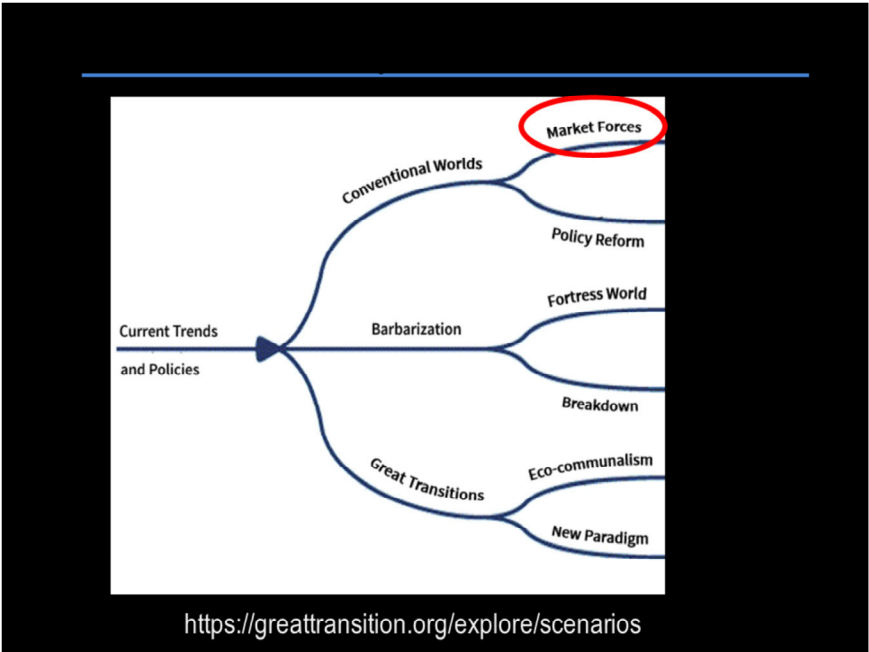 Market Forces
Conventional Worlds
Policy Reform
Fortress World
Current Trends
and Policies
Barbarization
Breakdown
Great Transitions
Eco-communalism
New Paradigm
https://greattransition.org/explore/scenarios